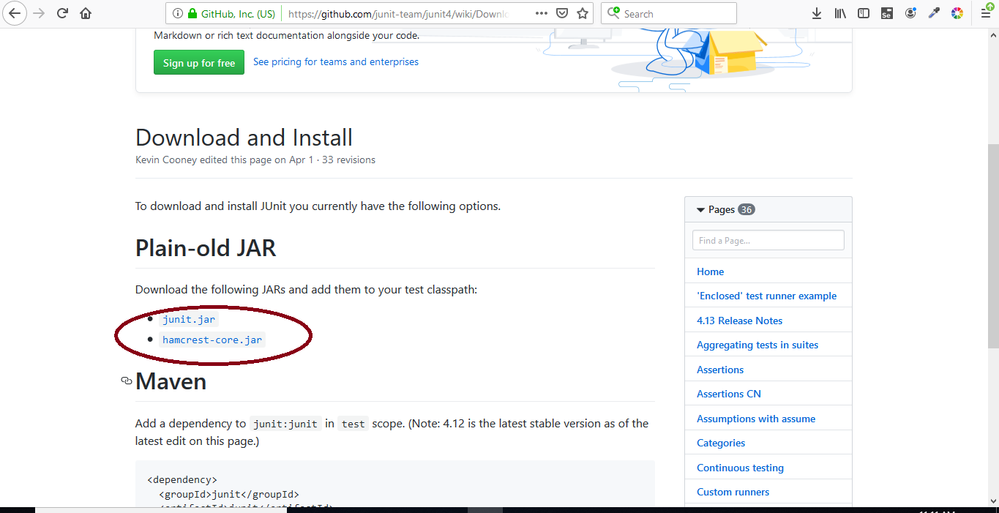 GitHub, Inc. (US)
https://github.com/junit-team/junit4/wiki/Downl
Search
Se
Markdown or rich text documentation alongside your code.
Sign up for free
See pricing for teams and enterprises
Download and Install
Kevin Cooney edited this page on Apr 1 · 33 revisions
To download and install JUnit you currently have the following options.
Plain-old JAR
Download the following JARs and add them to your test classpath:
junit.jar
hamcrest-core.jar
Maven
Add a dependency to junit:junit in test scope. (Note: 4.12 is the latest stable version as of the
latest edit on this page.)
<dependency>
<groupId>junit</groupId>
<artifactId>junit</artifactId>
Pages 36
Find a Page...
Home
'Enclosed' test runner example
4.13 Release Notes
Aggregating tests in suites
Assertions
Assertions CN
Assumptions with assume
Categories
Continuous testing
Custom runners